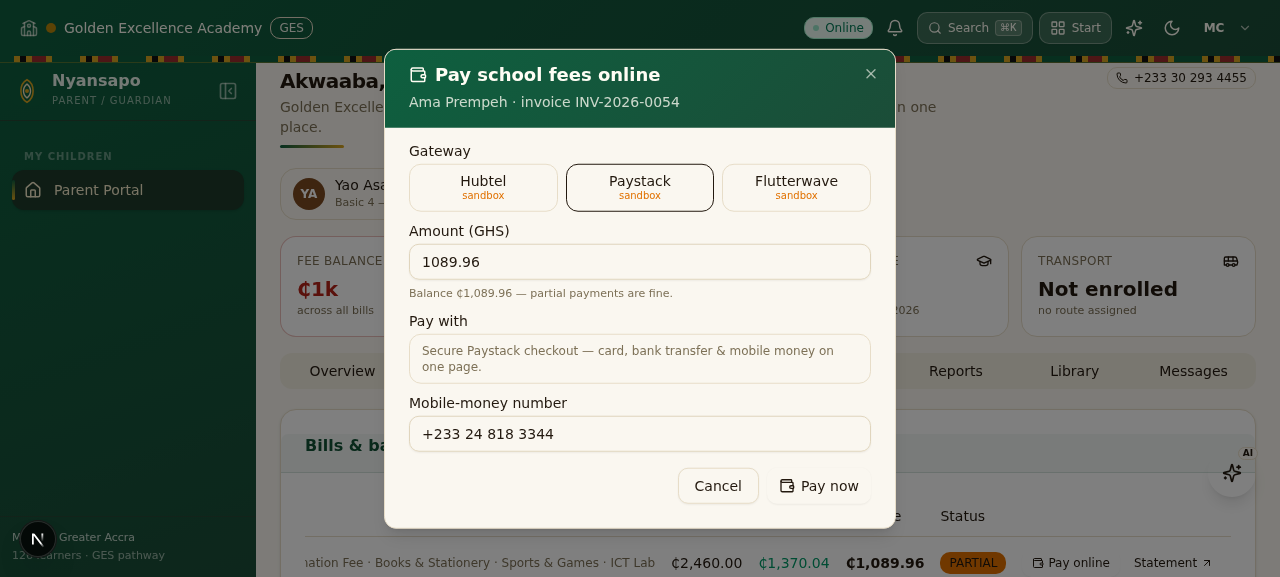 Golden Excellence Academy GES
Online Search ⌘K Start MC
Nyansapo
PARENT / GUARDIAN
MY CHILDREN
Parent Portal
Greater Accra
GES pathway
Akwaaba,
Golden Excelle
n one
place.
+233 30 293 4455
YA Yao Asa
Basic 4 —
FEE BALANCE
₵1k
across all bills
2026
TRANSPORT
Not enrolled
no route assigned
Overview Reports Library Messages
Bills & ba
AI
Status
ation Fee · Books & Stationery · Sports & Games · ICT Lab ₵2,460.00 ₵1,370.04 ₵1,089.96 PARTIAL Pay online Statement
Pay school fees online
Ama Prempeh · invoice INV-2026-0054
Gateway
Hubtel Paystack Flutterwave
sandbox sandbox sandbox
Amount (GHS)
1089.96
Balance ₵1,089.96 — partial payments are fine.
Pay with
Secure Paystack checkout — card, bank transfer & mobile money on
one page.
Mobile-money number
+233 24 818 3344
Cancel Pay now